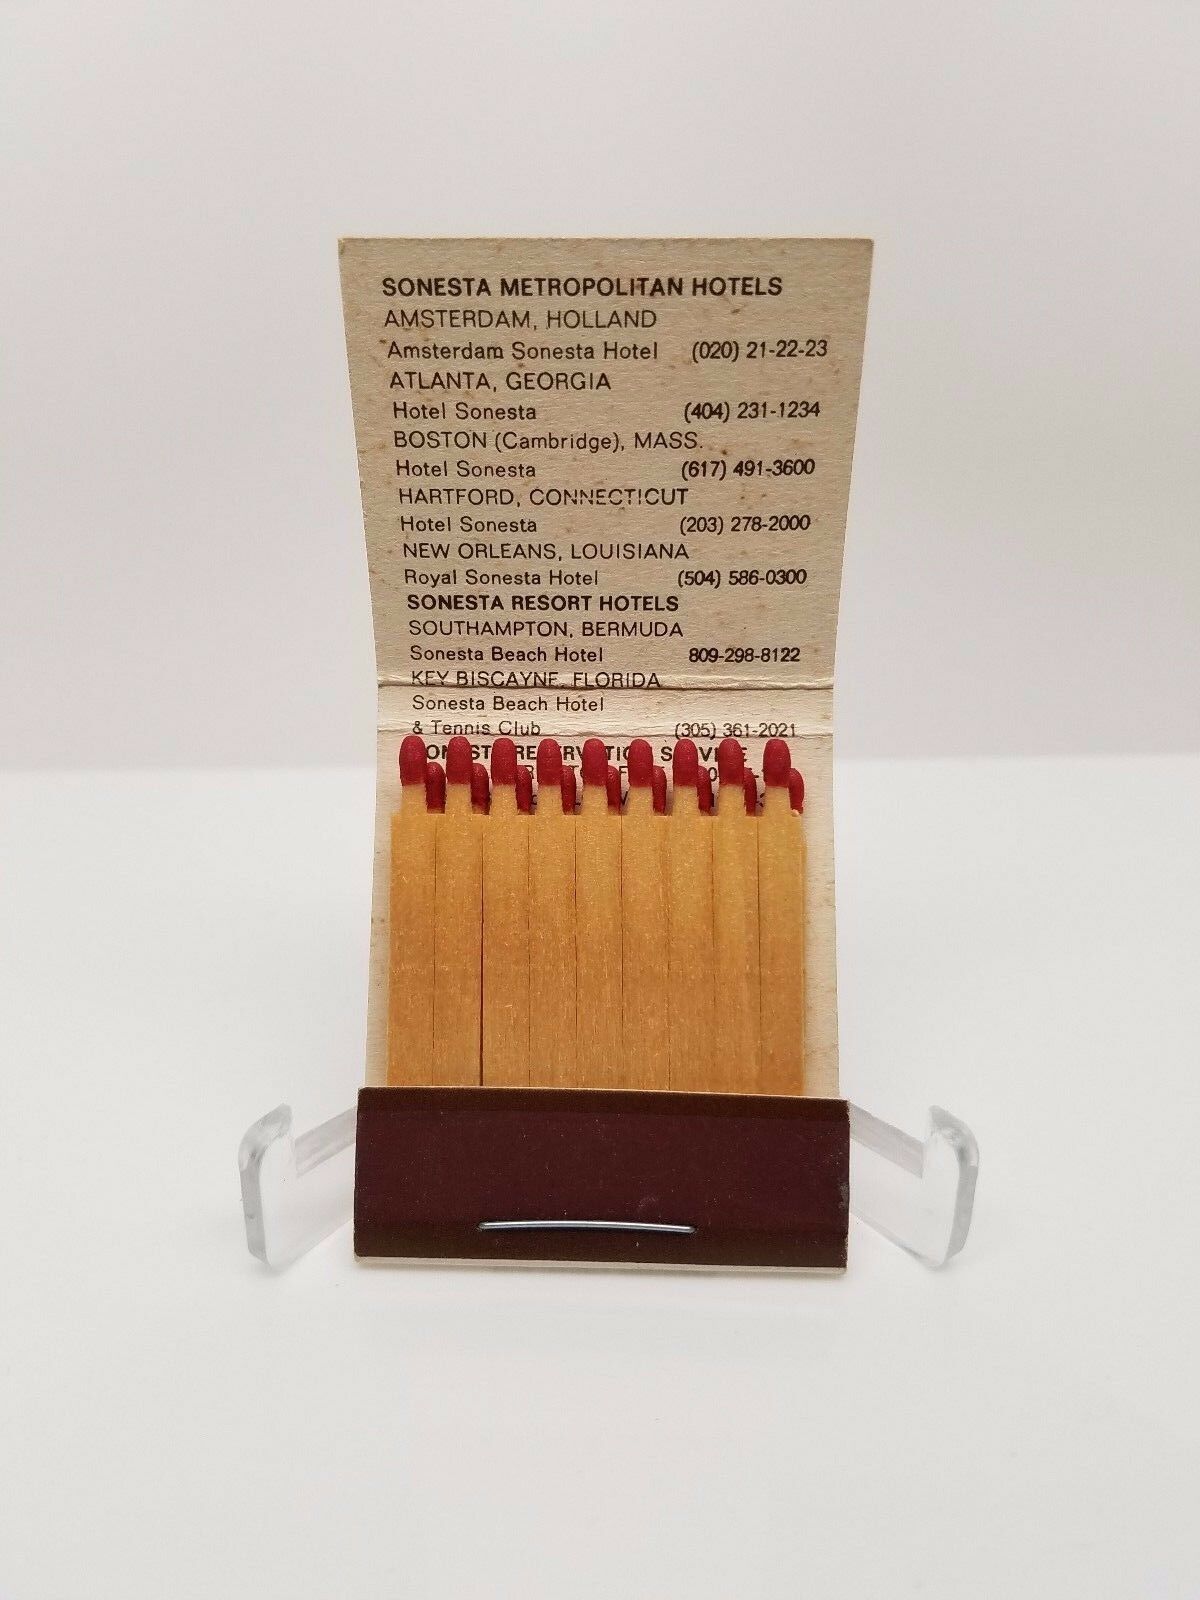 SONESTA METROPOLITAN HOTELS
AMSTERDAM, HOLLAND
Amsterdam Sonesta Hotel (020) 21-22-23
ATLANTA, GEORGIA
Hotel Sonesta (404) 231-1234
BOSTON (Cambridge), MASS.
Hotel Sonesta (617) 491-3600
HARTFORD, CONNECTICUT
Hotel Sonesta (203) 278-2000
NEW ORLEANS, LOUISIANA
Royal Sonesta Hotel (504) 586-0300
SONESTA RESORT HOTELS
SOUTHAMPTON, BERMUDA
Sonesta Beach Hotel 809-298-8122
KEY BISCAYNE, FLORIDA
Sonesta Beach Hotel
& Tennis Club (305) 361-2021